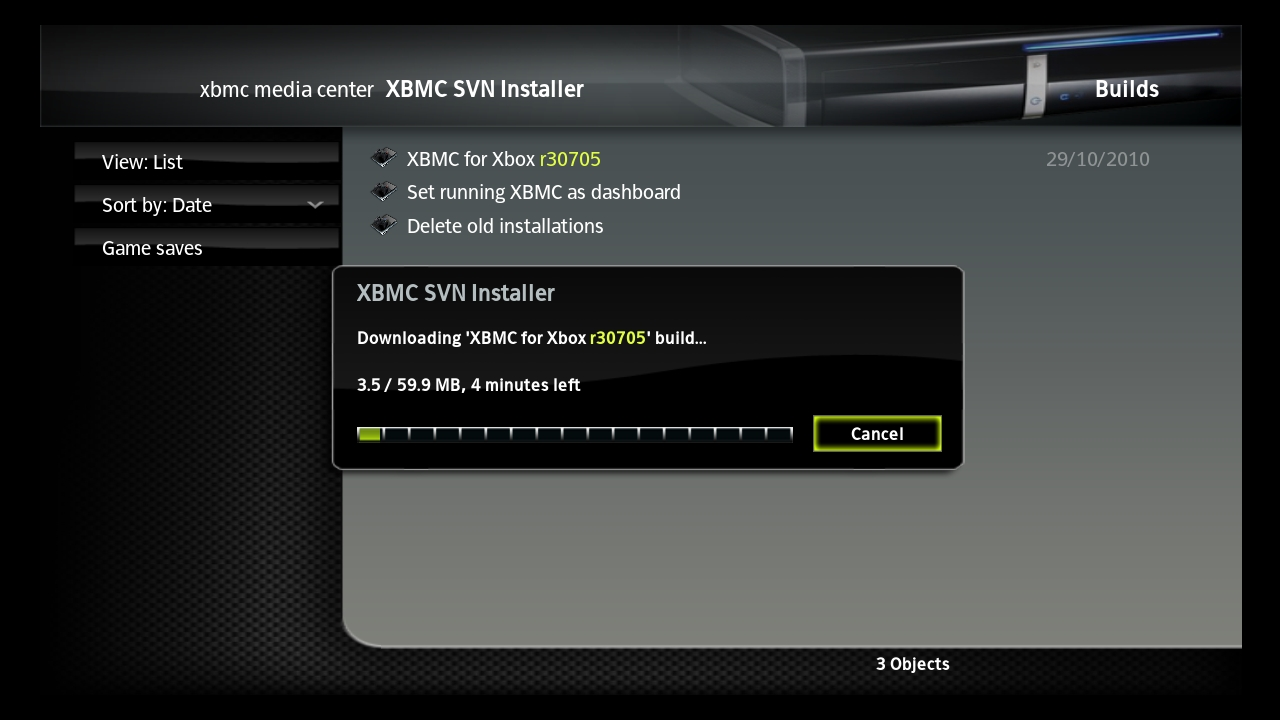 xbmc media center XBMC SVN Installer
Builds
View: List
Sort by: Date
Game saves
XBMC for Xbox r30705 29/10/2010
Set running XBMC as dashboard
Delete old installations
XBMC SVN Installer
Downloading 'XBMC for Xbox r30705' build...
3.5 / 59.9 MB, 4 minutes left
Cancel
3 Objects